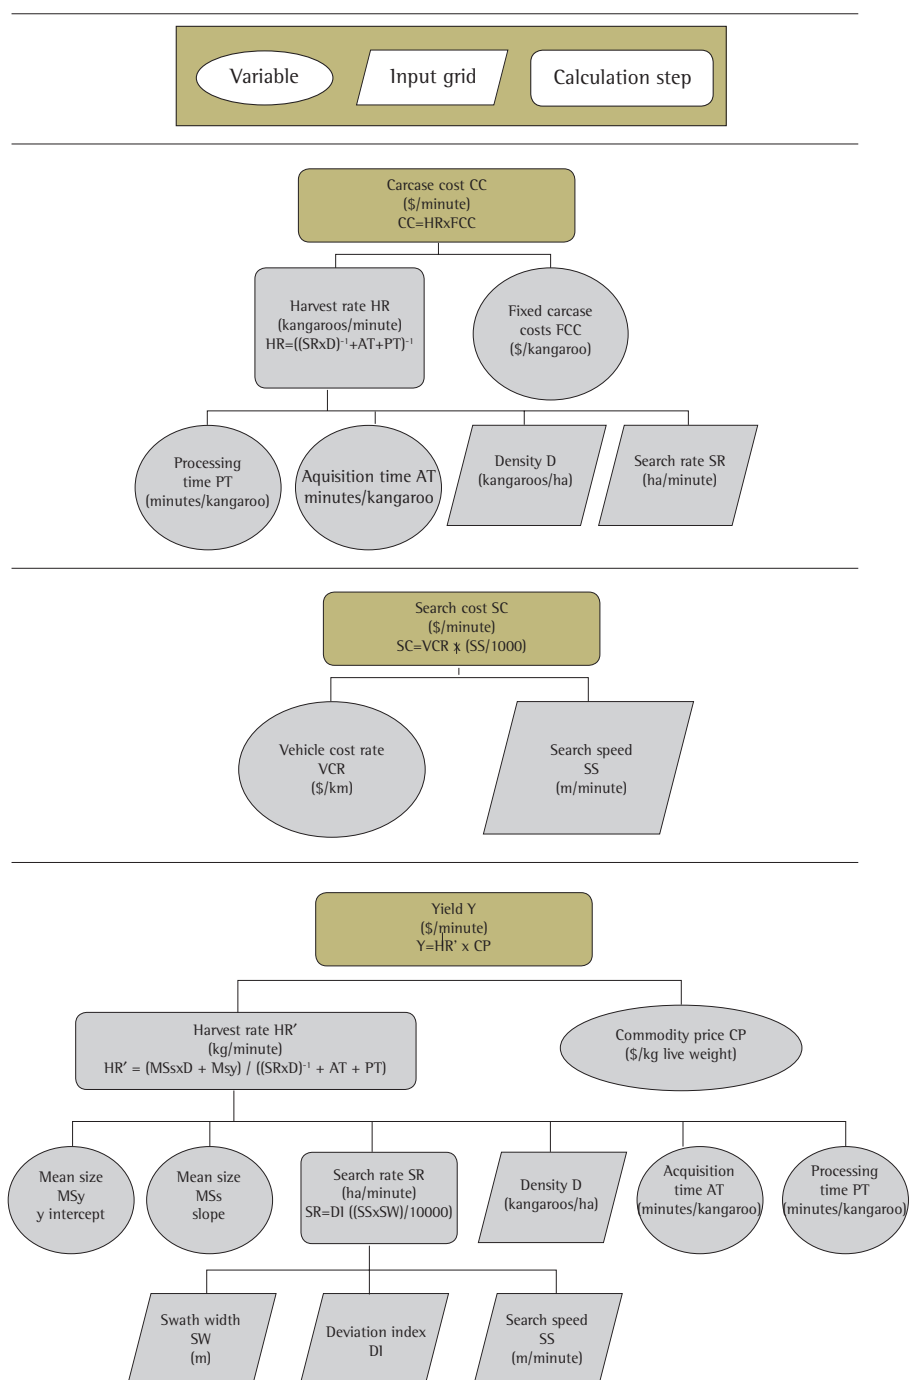 Variable
Input grid
Calculation step
Carcase cost CC
($/minute)
CC=HRxFCC
Harvest rate HR
(kangaroos/minute)
HR=((SRxD)⁻¹+AT+PT)⁻¹
Fixed carcase
costs FCC
($/kangaroo)
Processing
time PT
(minutes/kangaroo)
Aquisition time AT
minutes/kangaroo
Density D
(kangaroos/ha)
Search rate SR
(ha/minute)
Search cost SC
($/minute)
SC=VCR x (SS/1000)
Vehicle cost rate
VCR
($/km)
Search speed
SS
(m/minute)
Yield Y
($/minute)
Y=HR' x CP
Harvest rate HR′
(kg/minute)
HR′ = (MSsxD + Msy) / ((SRxD)⁻¹ + AT + PT)
Commodity price CP
($/kg live weight)
Mean size
MSy
y intercept
Mean size
MSs
slope
Search rate SR
(ha/minute)
SR=DI ((SSxSW)/10000)
Density D
(kangaroos/ha)
Acquisition
time AT
(minutes/kangaroo)
Processing
time PT
(minutes/kangaroo)
Swath width
SW
(m)
Deviation index
DI
Search speed
SS
(m/minute)